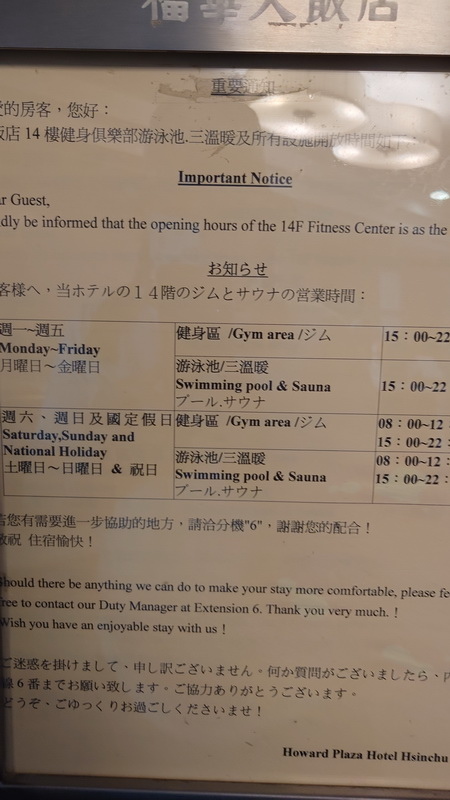 福華大飯店
重要通知
愛的房客，您好：
飯店 14 樓健身俱樂部游泳池.三溫暖及所有設施開放時間如下:
Important Notice
ar Guest,
dly be informed that the opening hours of the 14F Fitness Center is as the
お知らせ
客様へ，当ホテルの１４階のジムとサウナの営業時間：
週一~週五 健身區 /Gym area /ジム 15：00~22
Monday~Friday
月曜日～金曜日 游泳池/三溫暖
Swimming pool & Sauna 15：00~22
プール.サウナ
週六、週日及國定假日 健身區 /Gym area /ジム 08：00~12：
Saturday,Sunday and 15：00~22：
National Holiday 游泳池/三溫暖 08：00~12：
土曜日～日曜日 & 祝日 Swimming pool & Sauna 15：00~22：
プール.サウナ
若您有需要進一步協助的地方，請洽分機"6"，謝謝您的配合！
敬祝 住宿愉快！
Should there be anything we can do to make your stay more comfortable, please fe
free to contact our Duty Manager at Extension 6. Thank you very much.！
Wish you have an enjoyable stay with us！
ご迷惑を掛けまして、申し訳ございません。何か質問がございましたら、内
線 6 番までお願い致します。ご協力ありがとうございます。
どうぞ、ごゆっくりお過ごしくださいませ！
Howard Plaza Hotel Hsinchu